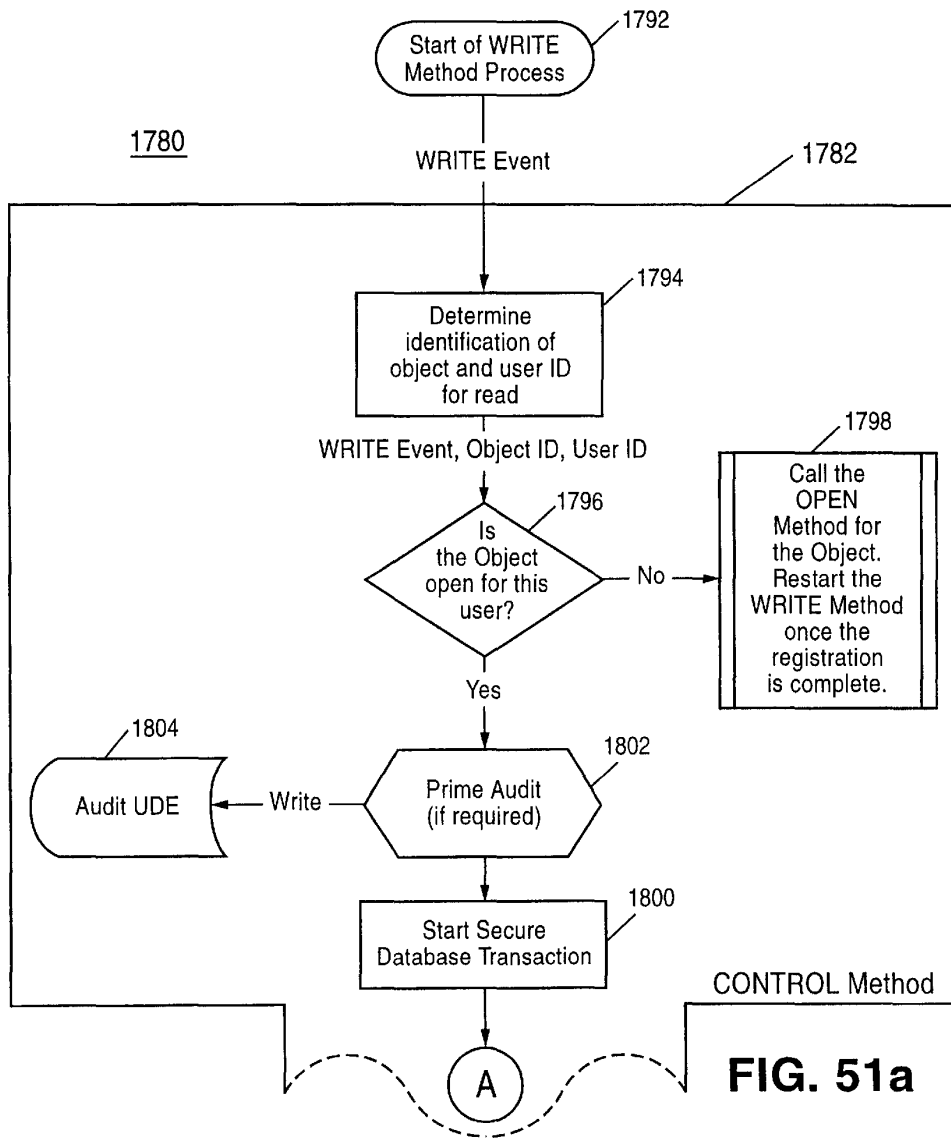 1792
Start of WRITE
Method Process
1780
WRITE Event
1782
1794
Determine
identification of
object and user ID
for read
WRITE Event, Object ID, User ID
1796
Is
the Object
open for this
user?
No
1798
Call the
OPEN
Method for
the Object.
Restart the
WRITE Method
once the
registration
is complete.
Yes
1804
Audit UDE
Write
1802
Prime Audit
(if required)
1800
Start Secure
Database Transaction
CONTROL Method
A
FIG. 51a